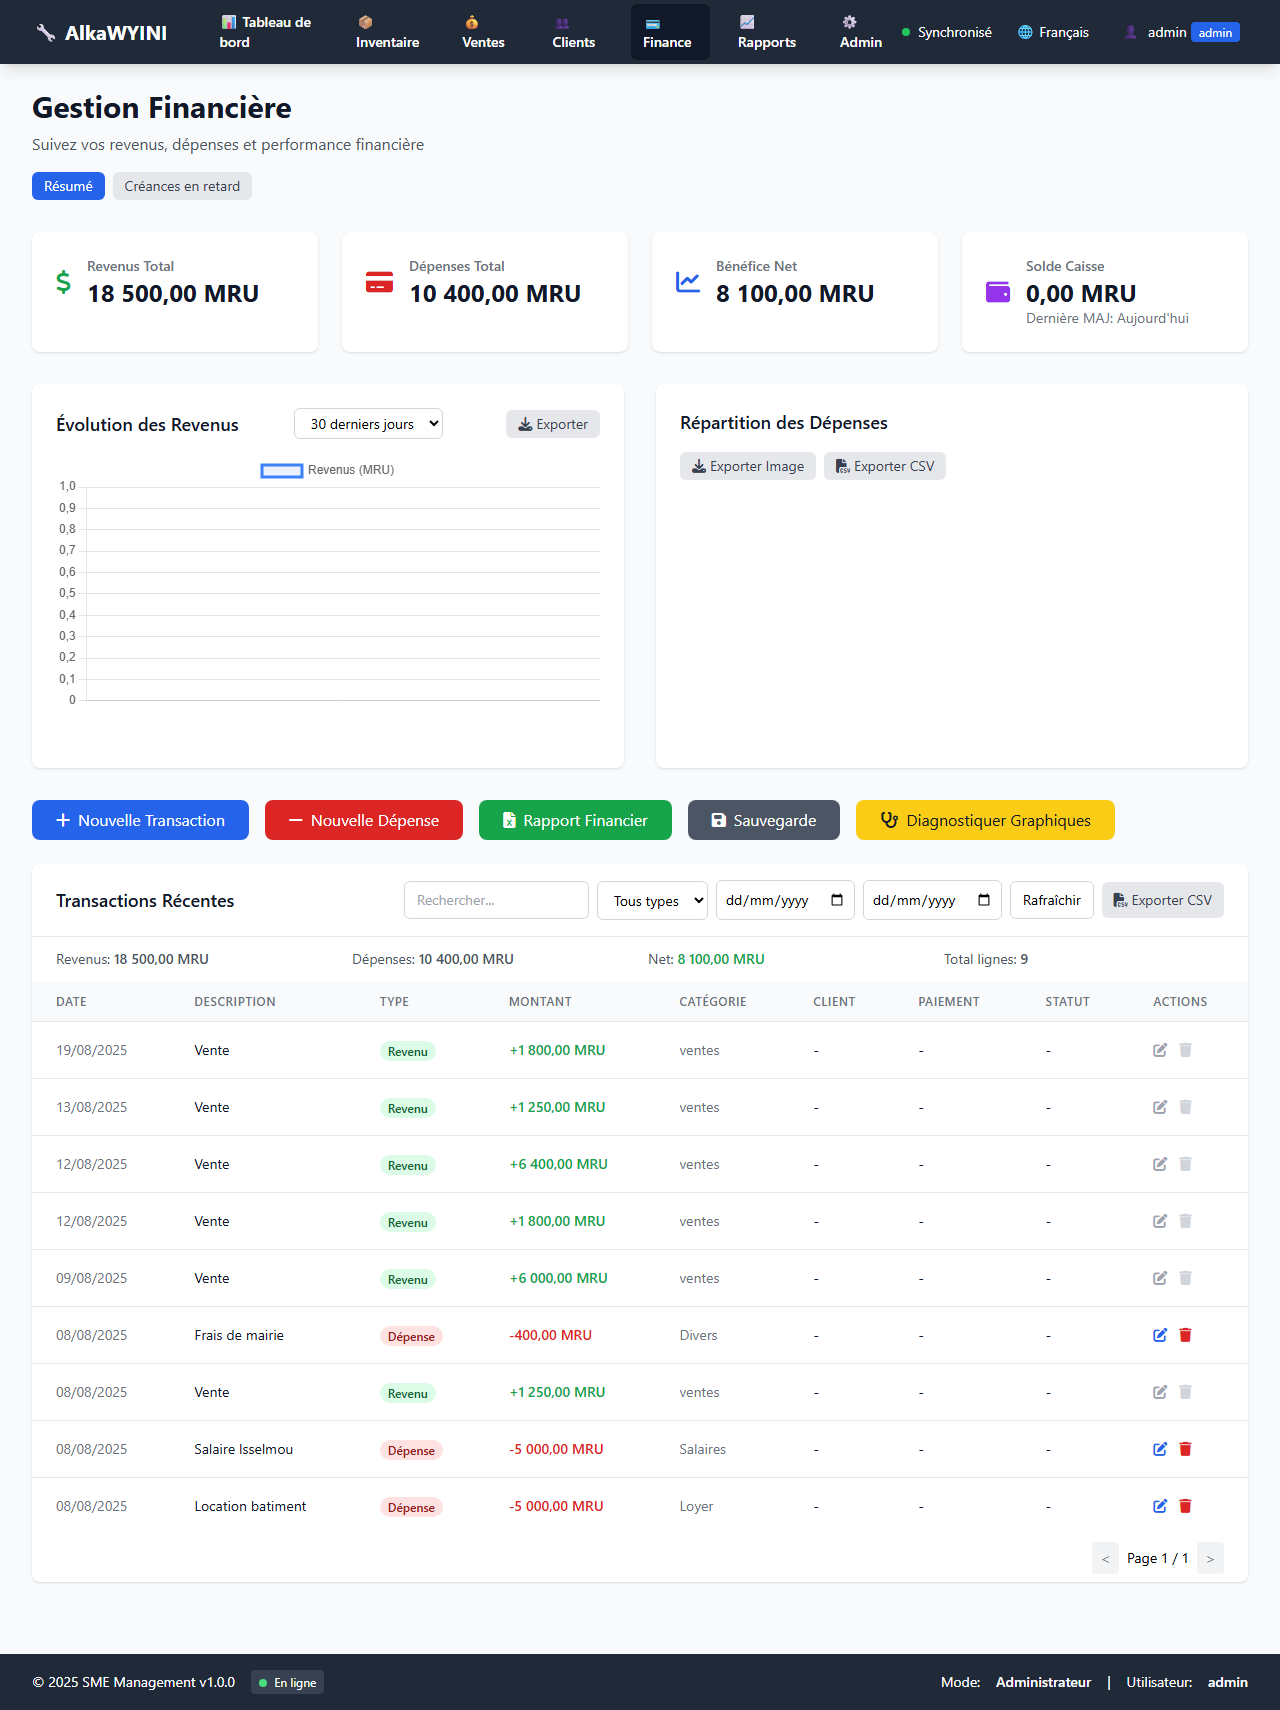 AlkaWYINI
Tableau de bord
Inventaire
Ventes
Clients
Finance
Rapports
Admin
Synchronisé
Français
admin admin
Gestion Financière
Suivez vos revenus, dépenses et performance financière
Résumé
Créances en retard
Revenus Total
18 500,00 MRU
Dépenses Total
10 400,00 MRU
Bénéfice Net
8 100,00 MRU
Solde Caisse
0,00 MRU
Dernière MAJ: Aujourd'hui
Évolution des Revenus
30 derniers jours
Exporter
Revenus (MRU)
1,0
0,9
0,8
0,7
0,6
0,5
0,4
0,3
0,2
0,1
0
Répartition des Dépenses
Exporter Image
Exporter CSV
Nouvelle Transaction
Nouvelle Dépense
Rapport Financier
Sauvegarde
Diagnostiquer Graphiques
Transactions Récentes
Rechercher...
Tous types
dd/mm/yyyy
dd/mm/yyyy
Rafraîchir
Exporter CSV
Revenus: 18 500,00 MRU
Dépenses: 10 400,00 MRU
Net: 8 100,00 MRU
Total lignes: 9
DATE DESCRIPTION TYPE MONTANT CATÉGORIE CLIENT PAIEMENT STATUT ACTIONS
19/08/2025 Vente Revenu +1 800,00 MRU ventes - - -
13/08/2025 Vente Revenu +1 250,00 MRU ventes - - -
12/08/2025 Vente Revenu +6 400,00 MRU ventes - - -
12/08/2025 Vente Revenu +1 800,00 MRU ventes - - -
09/08/2025 Vente Revenu +6 000,00 MRU ventes - - -
08/08/2025 Frais de mairie Dépense -400,00 MRU Divers - - -
08/08/2025 Vente Revenu +1 250,00 MRU ventes - - -
08/08/2025 Salaire Isselmou Dépense -5 000,00 MRU Salaires - - -
08/08/2025 Location batiment Dépense -5 000,00 MRU Loyer - - -
< Page 1 / 1 >
© 2025 SME Management v1.0.0
En ligne
Mode: Administrateur | Utilisateur: admin